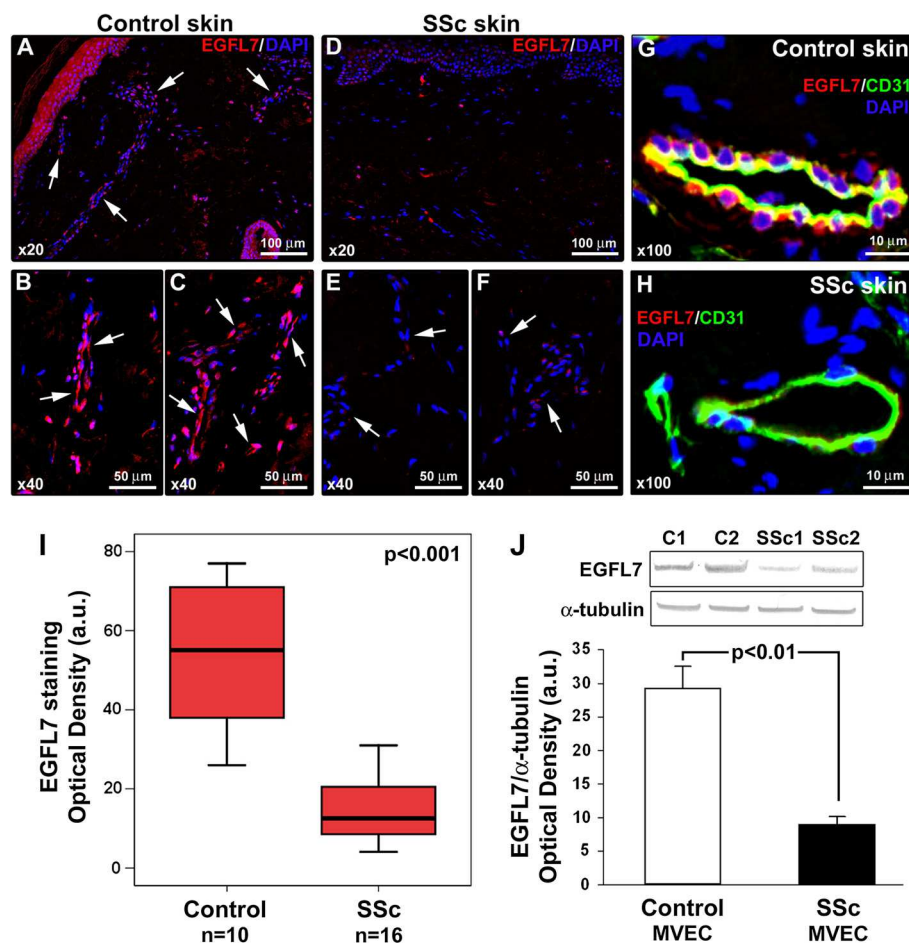 Control skin
SSc skin
A
EGFL7/DAPI
x20
100 µm
D
EGFL7/DAPI
x20
100 µm
G
Control skin
EGFL7/CD31
DAPI
x100
10 µm
B
x40
50 µm
C
x40
50 µm
E
x40
50 µm
F
x40
50 µm
H
SSc skin
EGFL7/CD31
DAPI
x100
10 µm
I
p<0.001
EGFL7 staining
Optical Density (a.u.)
80
60
40
20
0
Control
n=10
SSc
n=16
J
C1 C2 SSc1 SSc2
EGFL7
α-tubulin
p<0.01
EGFL7/α-tubulin
Optical Density (a.u.)
35
30
25
20
15
10
5
0
Control
MVEC
SSc
MVEC